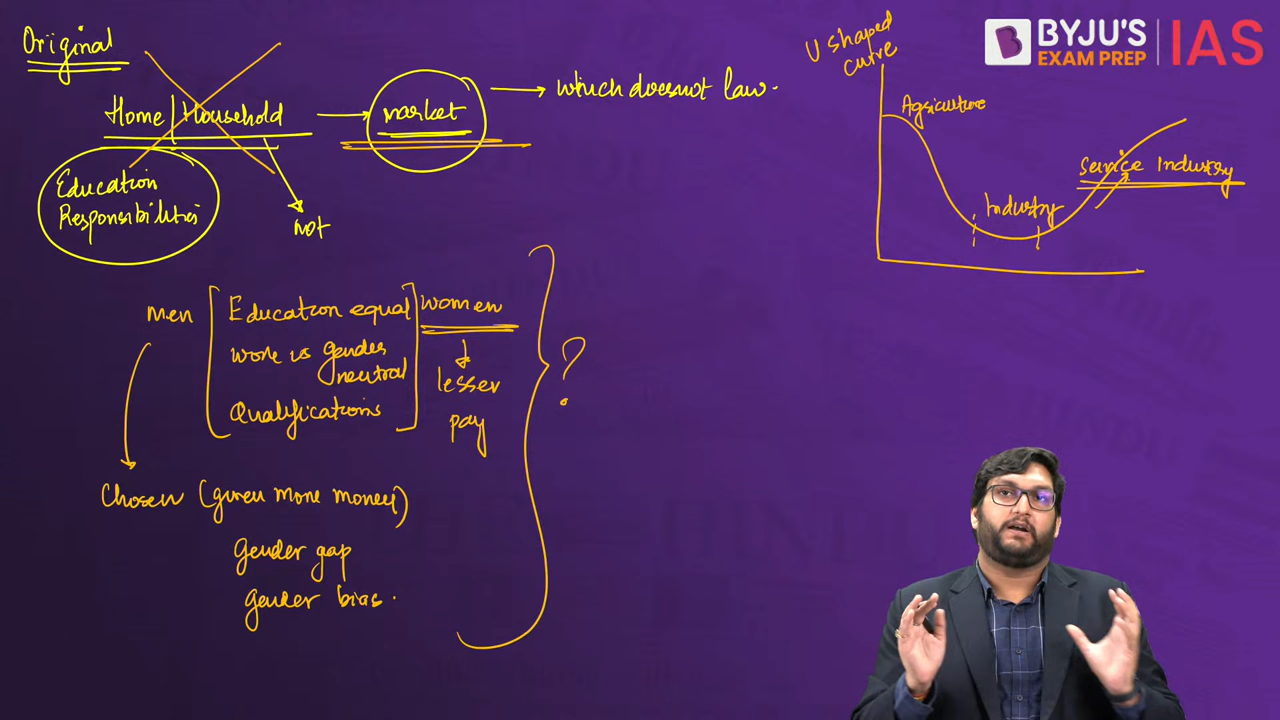 Original
Home | Household → market → which does not law.
Education
Responsibilities
not
men
Education equal
work is gender
neutral
Qualifications
women
lesser
pay
?
Chosen (given more money)
Gender gap
gender bias.
U shaped
curve
Agriculture
Industry
Service Industry
BYJU'S
EXAM PREP
IAS